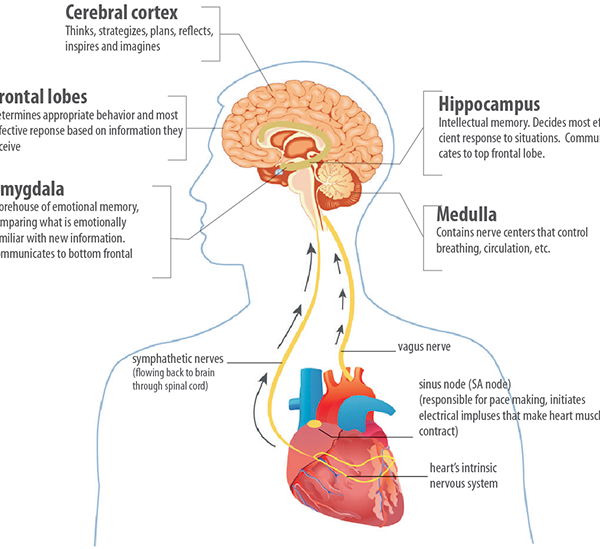 Cerebral cortex
Thinks, strategizes, plans, reflects,
inspires and imagines
rontal lobes
etermines appropriate behavior and most
fective reponse based on information they
ceive
Hippocampus
Intellectual memory. Decides most ef
cient response to situations. Commu
cates to top frontal lobe.
mygdala
orehouse of emotional memory,
mparing what is emotionally
miliar with new information.
ommunicates to bottom frontal
Medulla
Contains nerve centers that control
breathing, circulation, etc.
symphathetic nerves
(flowing back to brain
through spinal cord)
vagus nerve
sinus node (SA node)
(responsible for pace making, initiates
electrical impluses that make heart musc
contract)
heart's intrinsic
nervous system